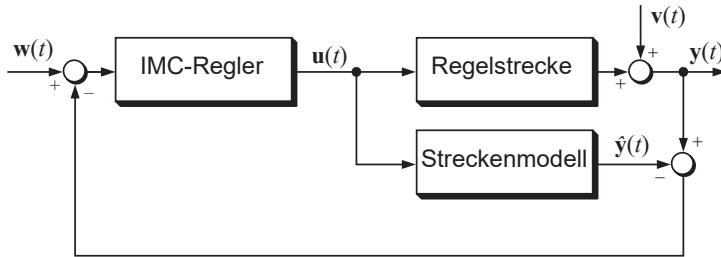 v(t)
w(t)
IMC-Regler
u(t)
Regelstrecke
+
y(t)
+
−
+
+
Streckenmodell
ŷ(t)
−